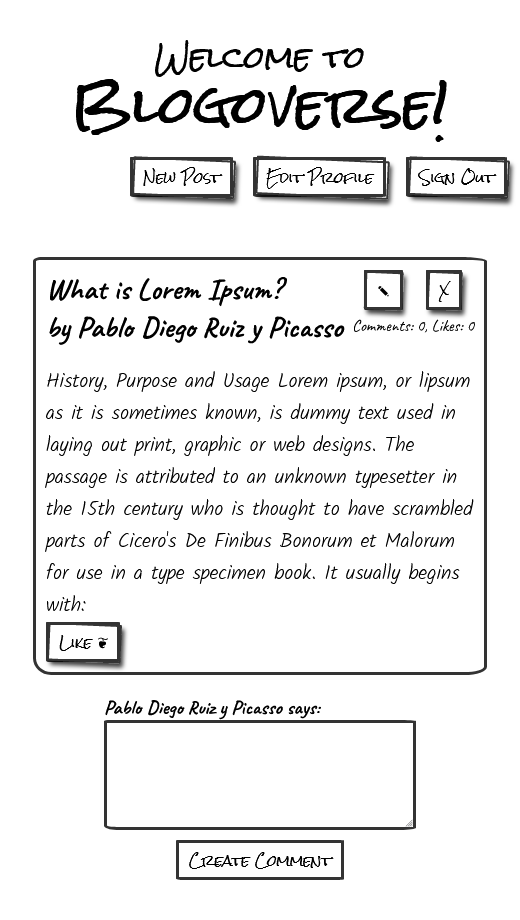 Welcome to
Blogoverse!
New Post
Edit Profile
Sign Out
What is Lorem Ipsum?
X
by Pablo Diego Ruiz y Picasso
Comments: 0, Likes: 0
History, Purpose and Usage Lorem ipsum, or lipsum
as it is sometimes known, is dummy text used in
laying out print, graphic or web designs. The
passage is attributed to an unknown typesetter in
the 15th century who is thought to have scrambled
parts of Cicero's De Finibus Bonorum et Malorum
for use in a type specimen book. It usually begins
with:
Like ❦
Pablo Diego Ruiz y Picasso says:
Create Comment